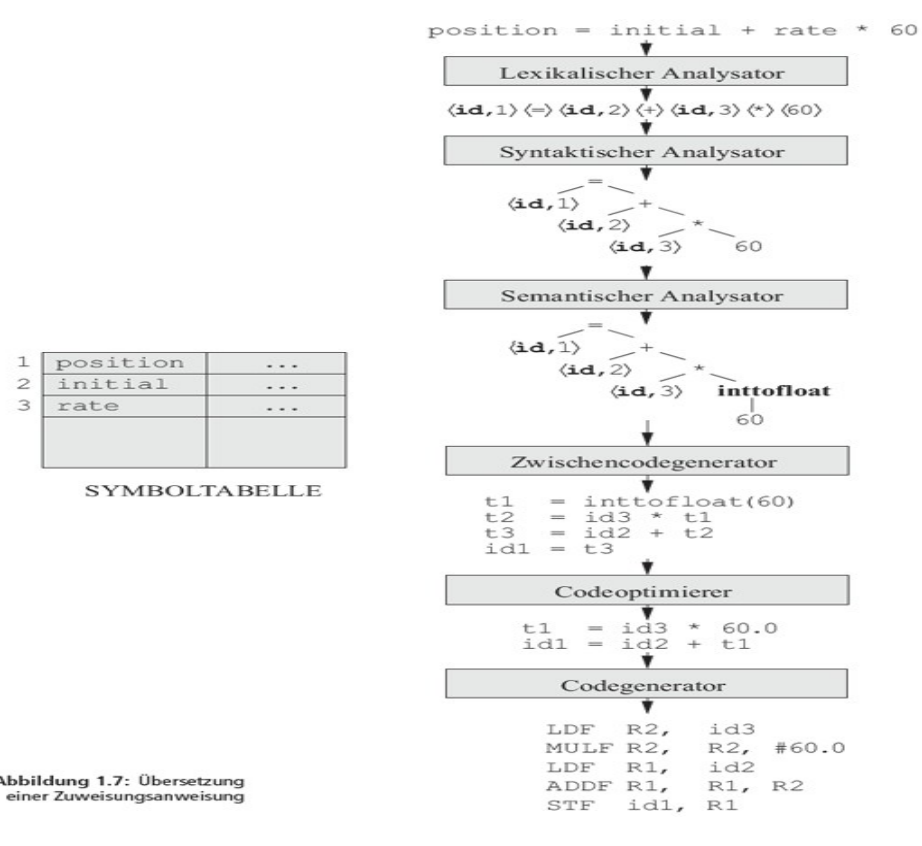 position = initial + rate * 60
Lexikalischer Analysator
⟨id,1⟩ ⟨=⟩ ⟨id,2⟩ ⟨+⟩ ⟨id,3⟩ ⟨*⟩ ⟨60⟩
Syntaktischer Analysator
=
⟨id,1⟩ +
⟨id,2⟩ *
⟨id,3⟩ 60
Semantischer Analysator
=
⟨id,1⟩ +
⟨id,2⟩ *
⟨id,3⟩ inttofloat
60
1 position ...
2 initial ...
3 rate ...
SYMBOLTABELLE
Zwischencodegenerator
t1 = inttofloat(60)
t2 = id3 * t1
t3 = id2 + t2
id1 = t3
Codeoptimierer
t1 = id3 * 60.0
id1 = id2 + t1
Codegenerator
LDF R2, id3
MULF R2, R2, #60.0
LDF R1, id2
ADDF R1, R1, R2
STF id1, R1
Abbildung 1.7: Übersetzung
einer Zuweisungsanweisung